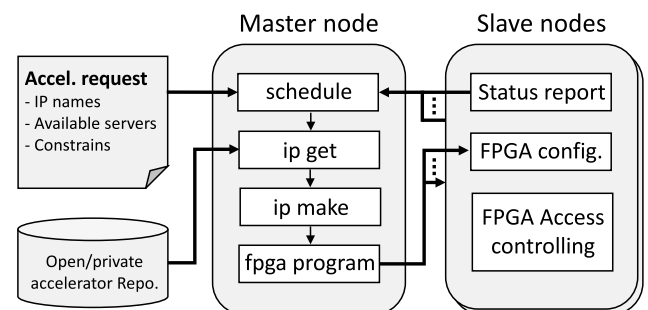 Master node
Slave nodes
Accel. request
- IP names
- Available servers
- Constrains
schedule
ip get
ip make
fpga program
Status report
FPGA config.
FPGA Access
controlling
Open/private
accelerator Repo.